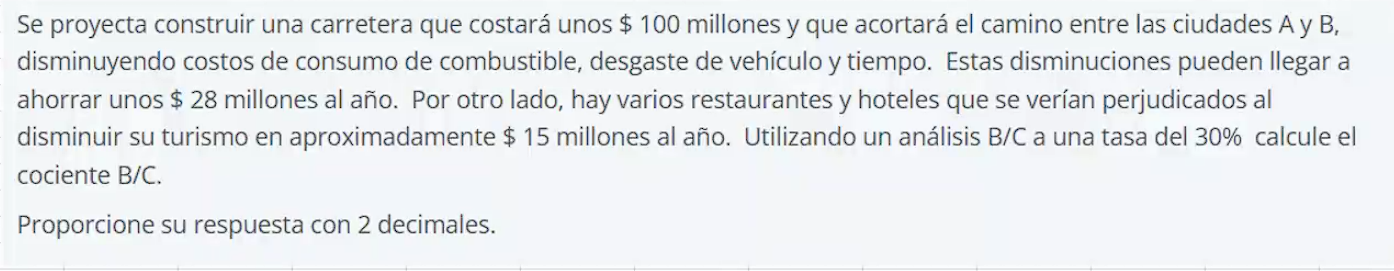 Se proyecta construir una carretera que costará unos $ 100 millones y que acortará el camino entre las ciudades A y B,
disminuyendo costos de consumo de combustible, desgaste de vehículo y tiempo.  Estas disminuciones pueden llegar a
ahorrar unos $ 28 millones al año.  Por otro lado, hay varios restaurantes y hoteles que se verían perjudicados al
disminuir su turismo en aproximadamente $ 15 millones al año.  Utilizando un análisis B/C a una tasa del 30%  calcule el
cociente B/C.
Proporcione su respuesta con 2 decimales.